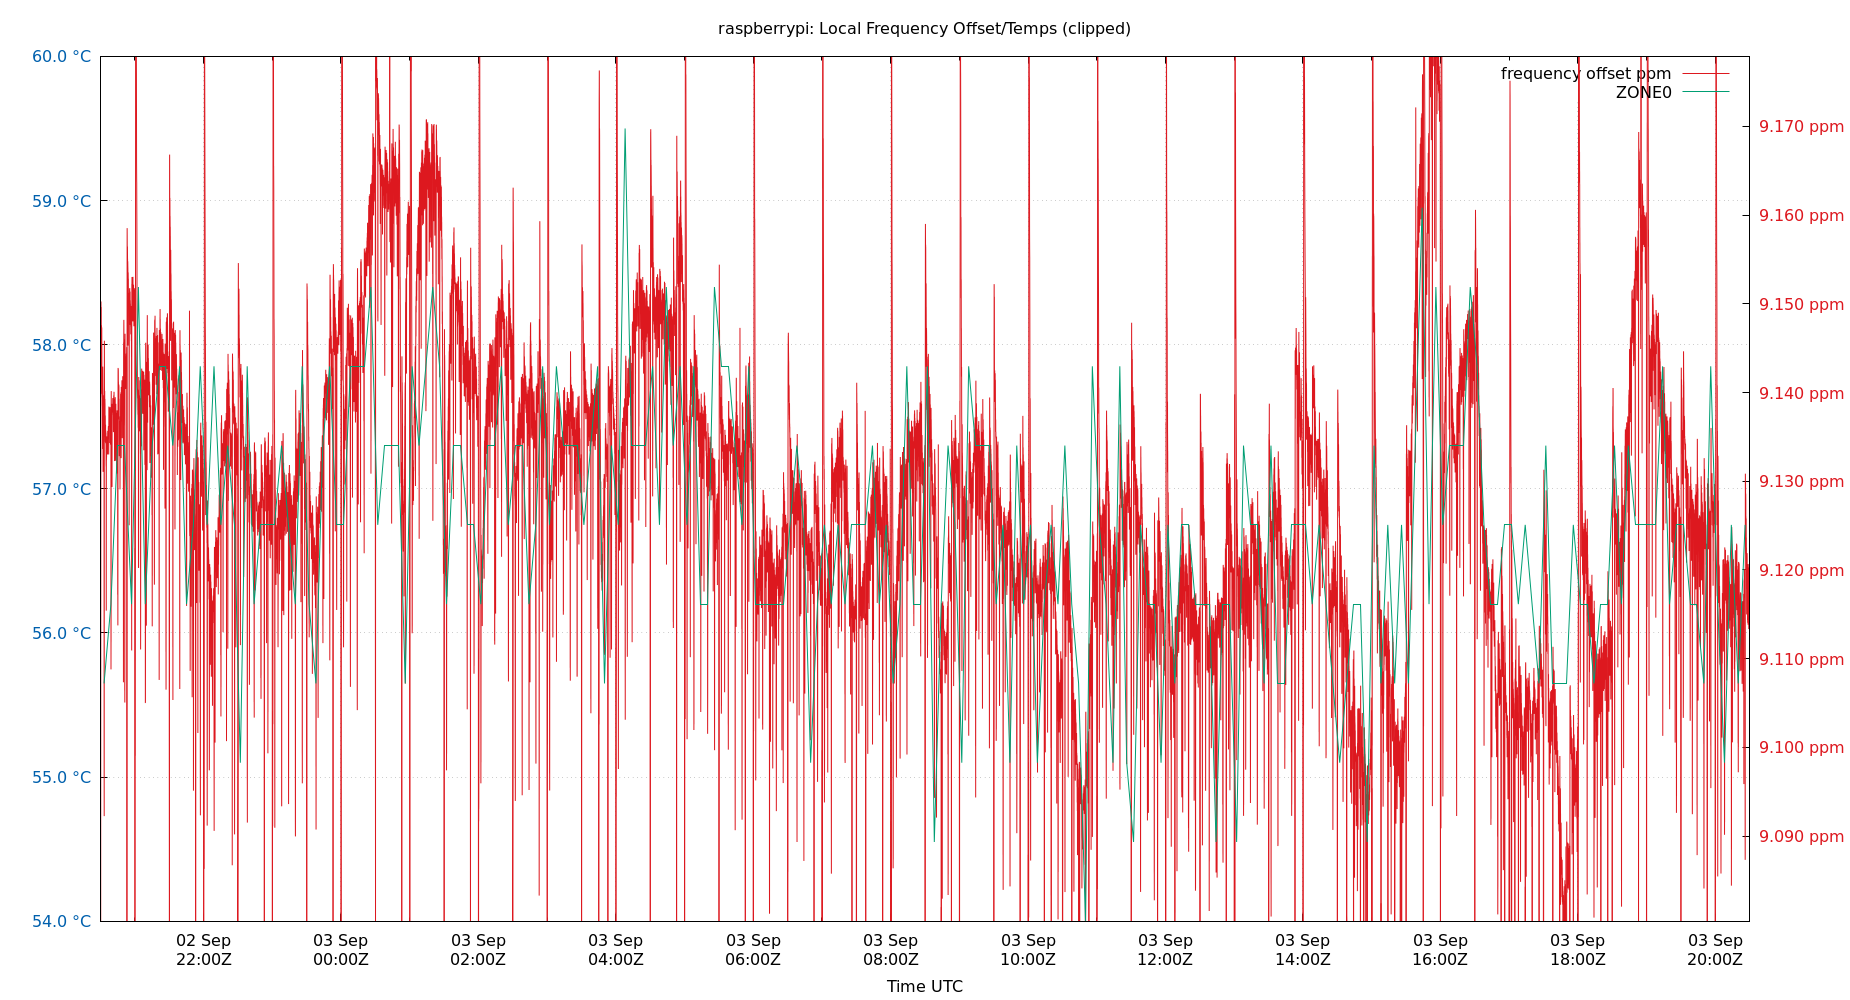 raspberrypi: Local Frequency Offset/Temps (clipped)
60.0 °C
59.0 °C
58.0 °C
57.0 °C
56.0 °C
55.0 °C
54.0 °C
frequency offset ppm
ZONE0
9.170 ppm
9.160 ppm
9.150 ppm
9.140 ppm
9.130 ppm
9.120 ppm
9.110 ppm
9.100 ppm
9.090 ppm
02 Sep 03 Sep 03 Sep 03 Sep 03 Sep 03 Sep 03 Sep 03 Sep 03 Sep 03 Sep 03 Sep 03 Sep
22:00Z 00:00Z 02:00Z 04:00Z 06:00Z 08:00Z 10:00Z 12:00Z 14:00Z 16:00Z 18:00Z 20:00Z
Time UTC